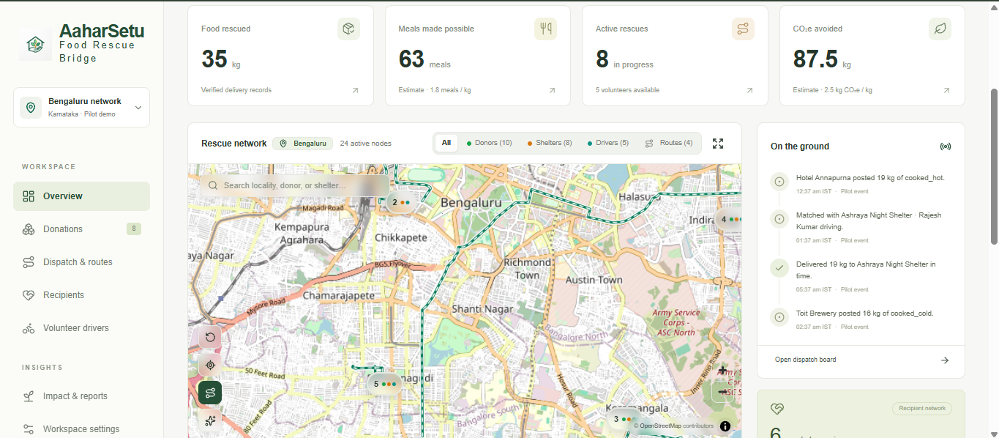 AaharSetu
Food Rescue
Bridge
Bengaluru network
Karnataka · Pilot demo
WORKSPACE
Overview
Donations
8
Dispatch & routes
Recipients
Volunteer drivers
INSIGHTS
Impact & reports
Workspace settings
Food rescued
35 kg
Verified delivery records
Meals made possible
63 meals
Estimate · 1.8 meals / kg
Active rescues
8 in progress
5 volunteers available
CO₂e avoided
87.5 kg
Estimate · 2.5 kg CO₂e / kg
Rescue network
Bengaluru
24 active nodes
All
Donors (10)
Shelters (8)
Drivers (5)
Routes (4)
Search locality, donor, or shelter...
2
Bengaluru
Halasuru
Magadi Road
4
Kempapura
Agrahara
Chikkapete
aya Nagar
BGS Flyover
Richmond
Town
Austin Town
Chamarajapete
Mysore Road
Shanti Nagar
Army Service
Corps -
ASC North
Bengaluru North
50 Feet Road
5
80 Feet Road
Hosur Road
Inner Ring Road
Bengaluru South
Koramangala
3
© OpenStreetMap contributors
On the ground
Hotel Annapurna posted 19 kg of cooked_hot.
12:37 am IST · Pilot event
Matched with Ashraya Night Shelter · Rajesh
Kumar driving.
01:37 am IST · Pilot event
Delivered 19 kg to Ashraya Night Shelter in
time.
05:37 am IST · Pilot event
Toit Brewery posted 16 kg of cooked_cold.
02:37 am IST · Pilot event
Open dispatch board
Recipient network
6